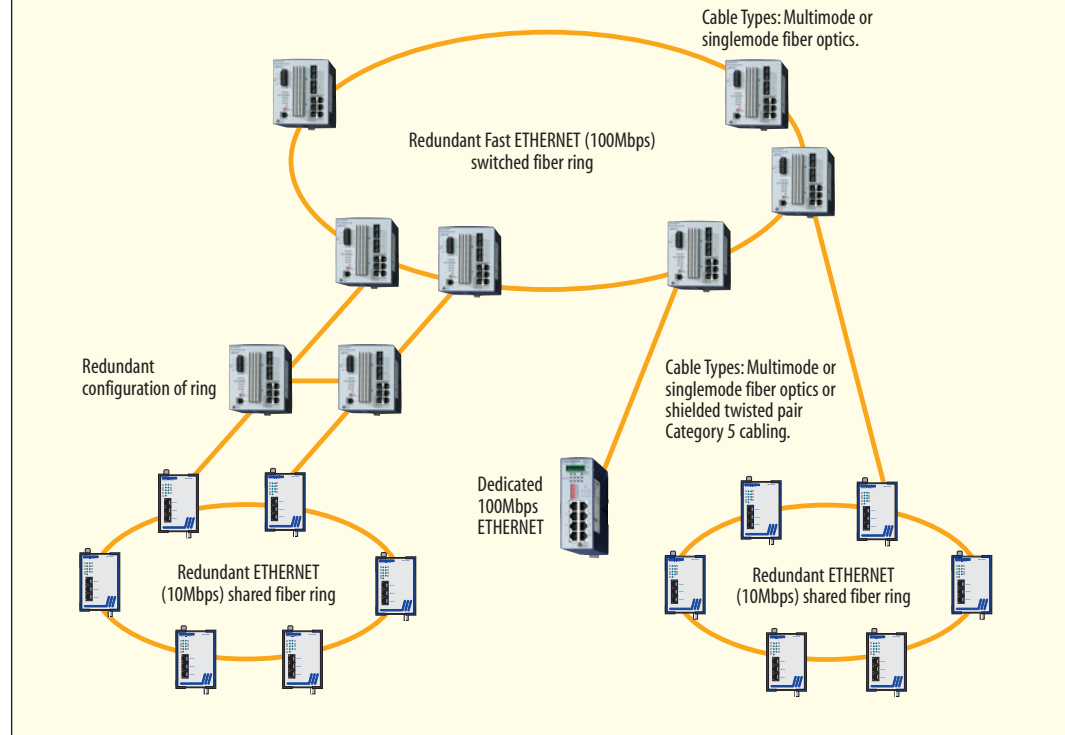 Cable Types: Multimode or
singlemode fiber optics.
Redundant Fast ETHERNET (100Mbps)
switched fiber ring
Redundant
configuration of ring
Cable Types: Multimode or
singlemode fiber optics or
shielded twisted pair
Category 5 cabling.
Dedicated
100Mbps
ETHERNET
Redundant ETHERNET
(10Mbps) shared fiber ring
Redundant ETHERNET
(10Mbps) shared fiber ring